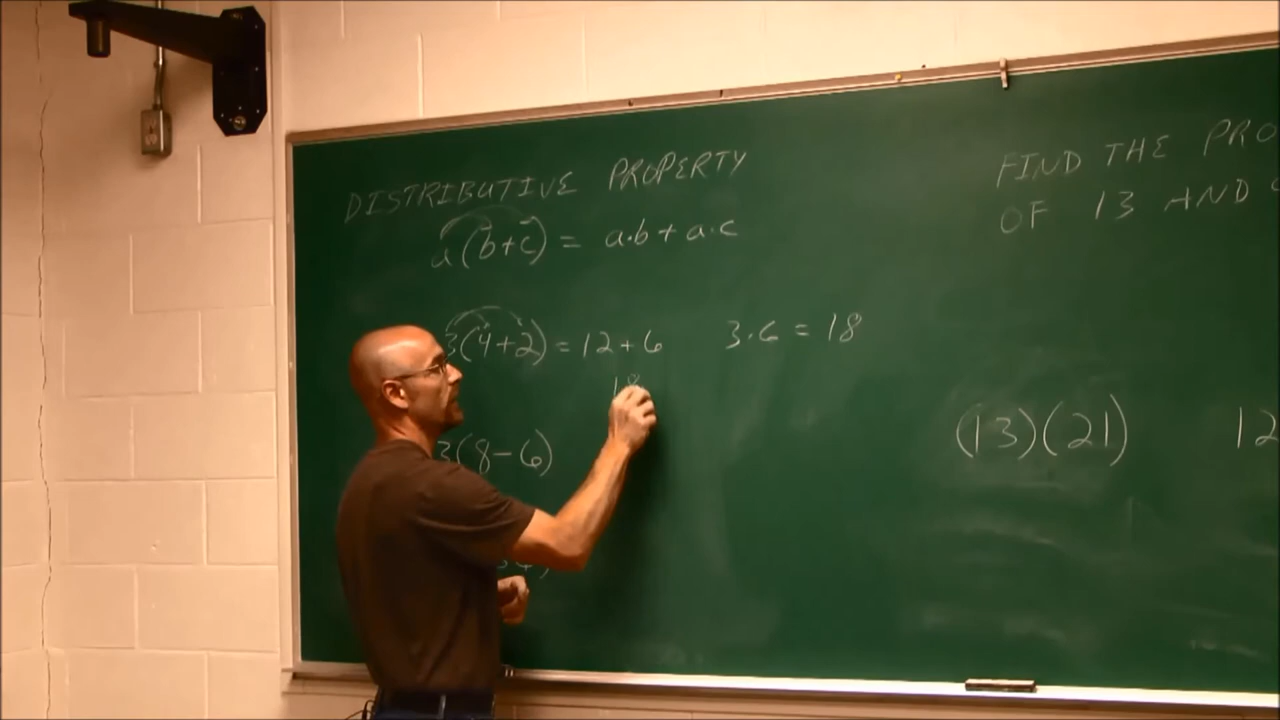 DISTRIBUTIVE PROPERTY
a(b+c) = a·b + a·c
3(4+2) = 12 + 6
3·6 = 18
18
3(8-6)
FIND THE
OF 13 AND
(13)(21)
12